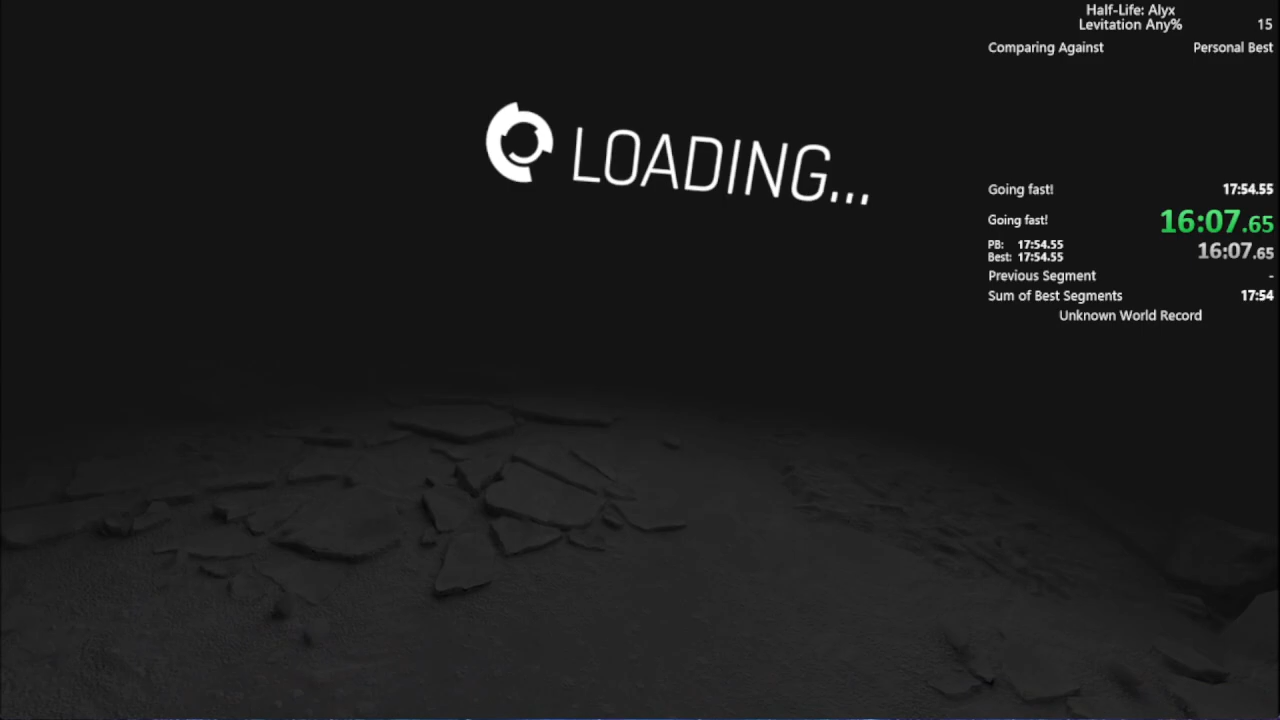 Half-Life: Alyx
Levitation Any% 15
Comparing Against Personal Best
LOADING...
Going fast! 17:54.55
Going fast! 16:07.65
PB: 17:54.55
Best: 17:54.55 16:07.65
Previous Segment -
Sum of Best Segments 17:54
Unknown World Record